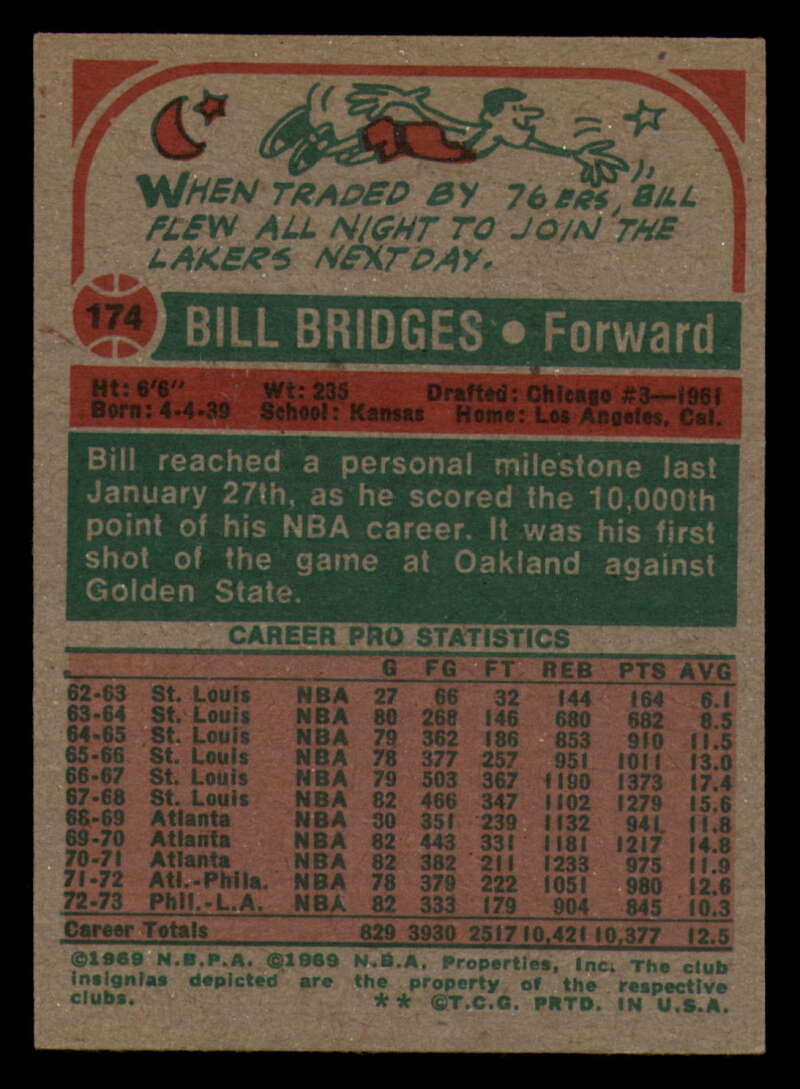 WHEN TRADED BY 76ERS, BILL
FLEW ALL NIGHT TO JOIN THE
LAKERS NEXT DAY.
174 BILL BRIDGES • Forward
Ht: 6'6" Wt: 235 Drafted: Chicago #3—1961
Born: 4-4-39 School: Kansas Home: Los Angeles, Cal.
Bill reached a personal milestone last
January 27th, as he scored the 10,000th
point of his NBA career. It was his first
shot of the game at Oakland against
Golden State.
CAREER PRO STATISTICS
G FG FT REB PTS AVG
62-63 St. Louis NBA 27 66 32 144 164 6.1
63-64 St. Louis NBA 80 268 146 680 682 8.5
64-65 St. Louis NBA 79 362 186 853 910 11.5
65-66 St. Louis NBA 78 377 257 951 1011 13.0
66-67 St. Louis NBA 79 503 367 1190 1373 17.4
67-68 St. Louis NBA 82 466 347 1102 1279 15.6
68-69 Atlanta NBA 80 351 239 1132 941 11.8
69-70 Atlanta NBA 82 443 331 1181 1217 14.8
70-71 Atlanta NBA 82 382 211 1233 975 11.9
71-72 Atl.-Phila. NBA 78 379 222 1051 980 12.6
72-73 Phil.-L.A. NBA 82 333 179 904 845 10.3
Career Totals 829 3930 2517 10,421 10,377 12.5
©1969 N.B.P.A. ©1969 N.B.A. Properties, Inc. The club
insignias depicted are the property of the respective
clubs. ** ©T.C.G. PRTD. IN U.S.A.